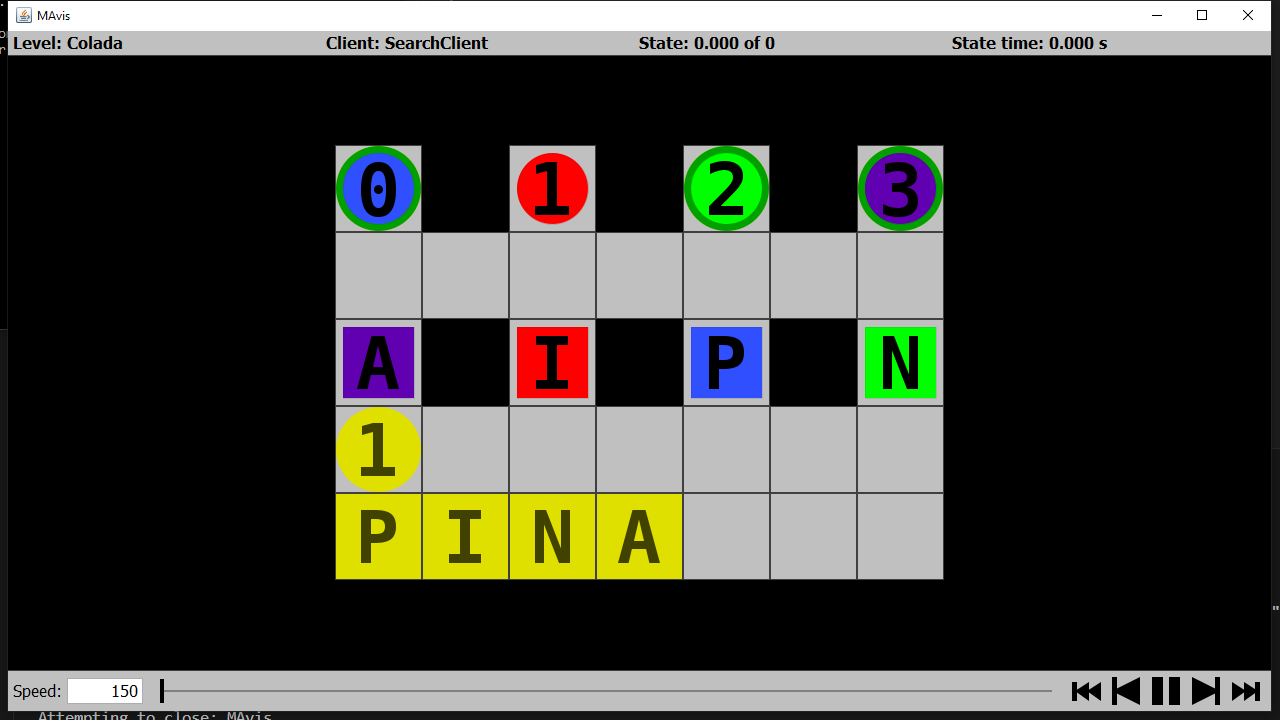 MAvis
Level: Colada Client: SearchClient State: 0.000 of 0 State time: 0.000 s
0 1 2 3
A I P N
1
P I N A
Speed: 150
Attempting to close: MAvis